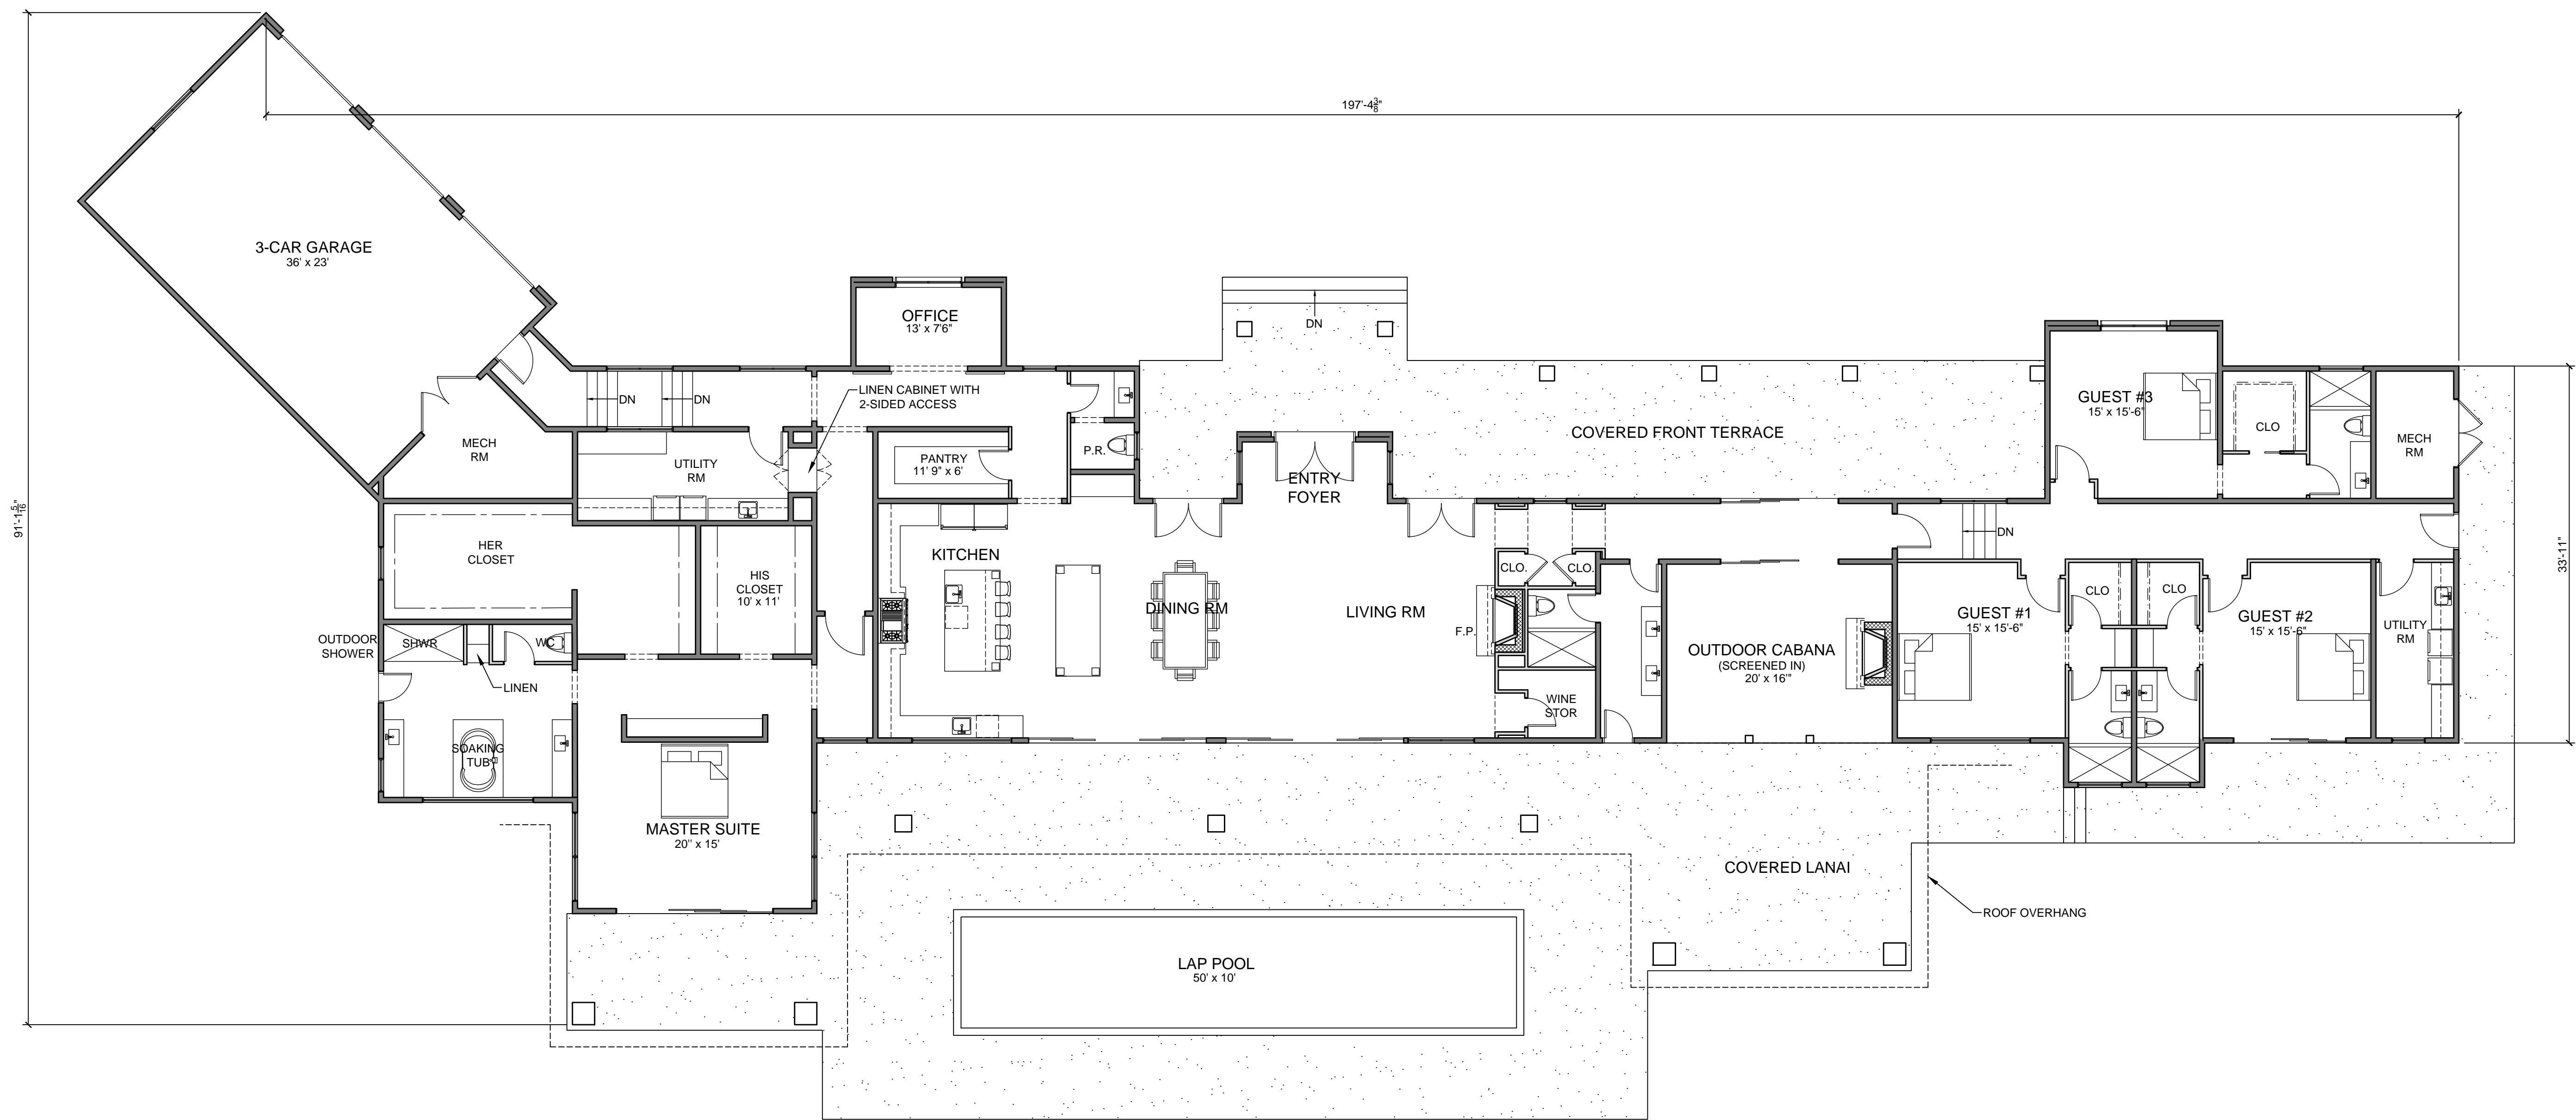 197'-4 3/8"
91'-1 5/16"
33'-11"
3-CAR GARAGE
36' x 23'
OFFICE
13' x 7'6"
DN
DN
DN
LINEN CABINET WITH
2-SIDED ACCESS
MECH
RM
UTILITY
RM
PANTRY
11' 9" x 6'
P.R.
COVERED FRONT TERRACE
ENTRY
FOYER
GUEST #3
15' x 15'-6"
CLO
MECH
RM
HER
CLOSET
HIS
CLOSET
10' x 11'
KITCHEN
DINING RM
LIVING RM
F.P.
CLO.
CLO.
DN
OUTDOOR
SHOWER
SHWR
WC
LINEN
SOAKING
TUB
WINE
STOR
OUTDOOR CABANA
(SCREENED IN)
20' x 16'"
GUEST #1
15' x 15'-6"
CLO
CLO
GUEST #2
15' x 15'-6"
UTILITY
RM
MASTER SUITE
20" x 15'
COVERED LANAI
ROOF OVERHANG
LAP POOL
50' x 10'